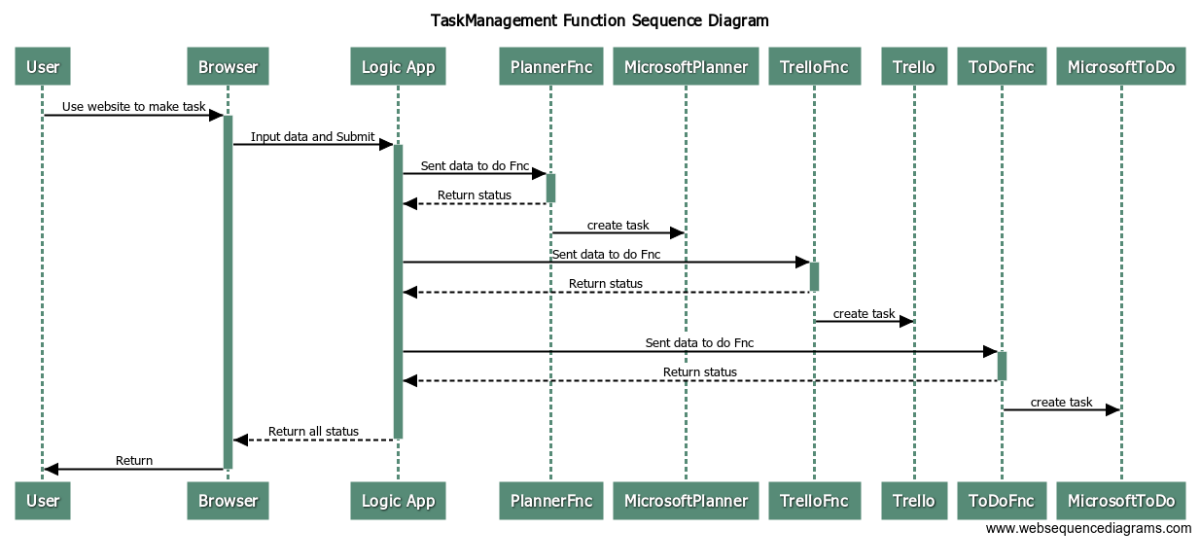 TaskManagement Function Sequence Diagram
User Browser Logic App PlannerFnc MicrosoftPlanner TrelloFnc Trello ToDoFnc MicrosoftToDo
Use website to make task
Input data and Submit
Sent data to do Fnc
Return status
create task
Sent data to do Fnc
Return status
create task
Sent data to do Fnc
Return status
create task
Return all status
Return
User Browser Logic App PlannerFnc MicrosoftPlanner TrelloFnc Trello ToDoFnc MicrosoftToDo
www.websequencediagrams.com